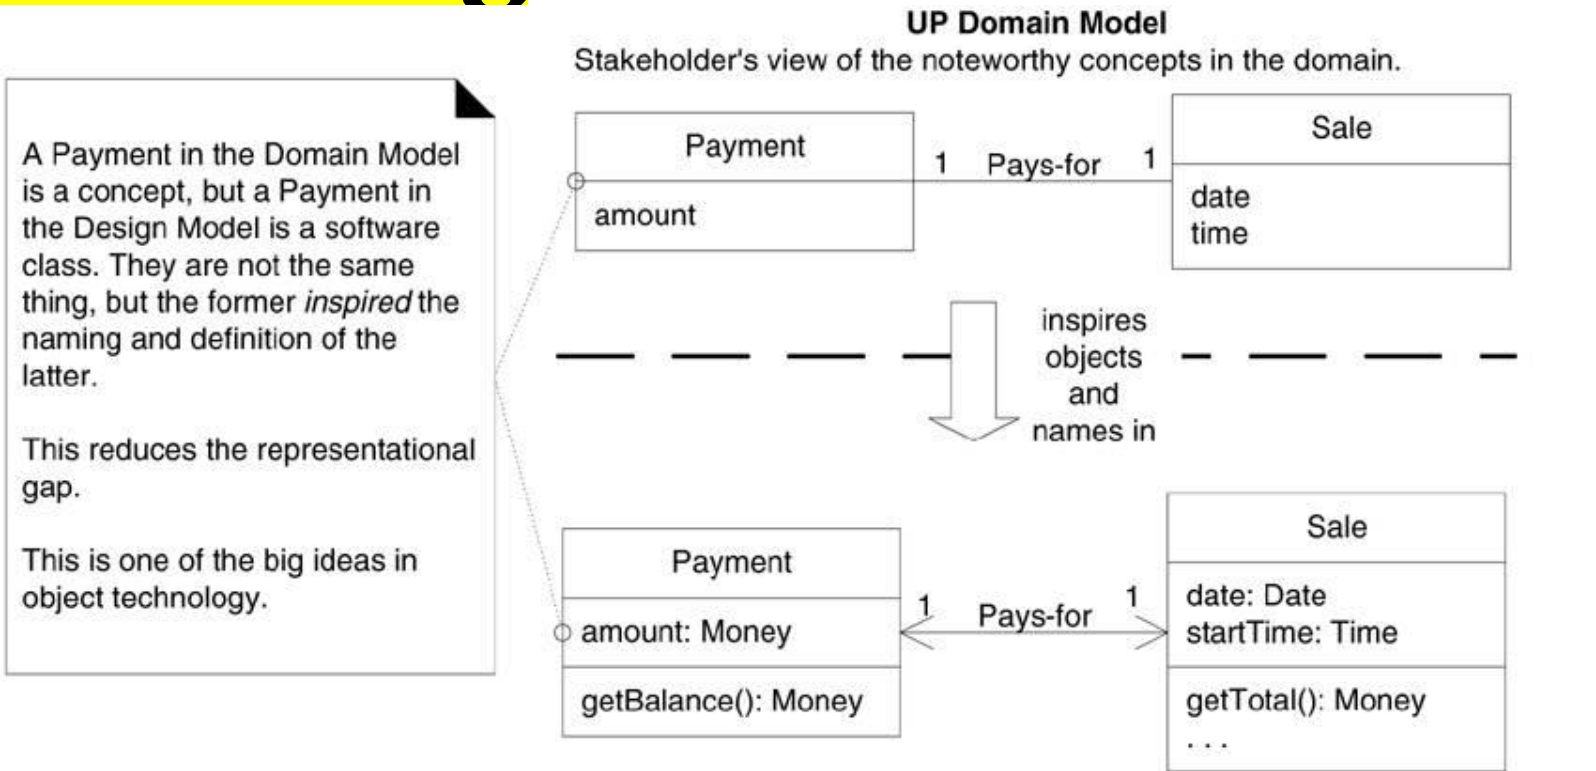 UP Domain Model
Stakeholder's view of the noteworthy concepts in the domain.
A Payment in the Domain Model
is a concept, but a Payment in
the Design Model is a software
class. They are not the same
thing, but the former inspired the
naming and definition of the
latter.
This reduces the representational
gap.
This is one of the big ideas in
object technology.
Payment
amount
1 Pays-for 1
Sale
date
time
inspires
objects
and
names in
Payment
amount: Money
getBalance(): Money
1 Pays-for 1
Sale
date: Date
startTime: Time
getTotal(): Money
. . .